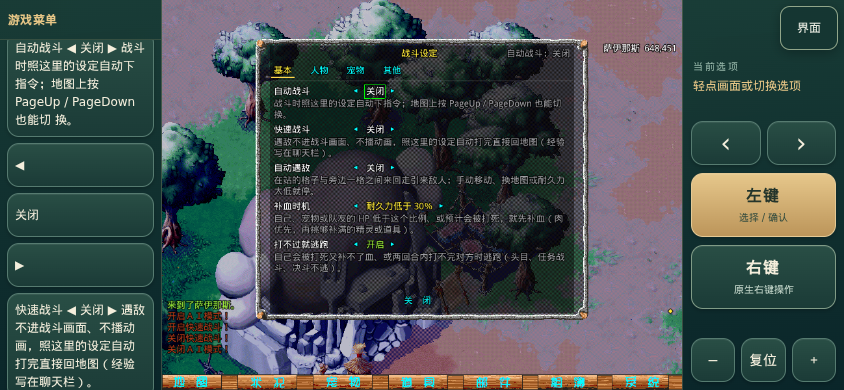 游戏菜单
自动战斗 ◀ 关闭 ▶ 战斗
时照这里的设定自动下
指令；地图上按
PageUp / PageDown
也能切 换。
◀
关闭
▶
快速战斗 ◀ 关闭 ▶ 遇敌
不进战斗画面、不播动
画，照这里的设定自动
打完直接回地图（经验
写在聊天栏）。
战斗设定
自动战斗：关闭
基本 人物 宠物 其他
自动战斗 ◂ 关闭 ▸
战斗时照这里的设定自动下指令；地图上按 PageUp / PageDown 也能切
换。
快速战斗 ◂ 关闭 ▸
遇敌不进战斗画面、不播动画，照这里的设定自动打完直接回地图（经验
写在聊天栏）。
自动遇敌 ◂ 关闭 ▸
在站的格子与旁边一格之间来回走引来敌人；手动移动、换地图或耐久力
太低就停。
补血时机 ◂ 耐久力低于 30% ▸
自己、宠物或队友的 HP 低于这个比例、或预计会被打死，就先补血（肉
优先，再挑够补满的精灵或道具）。
打不过就逃跑 ◂ 开启 ▸
自己会被打死又补不了血、或两回合内打不完对方时逃跑（头目、任务战
斗、决斗不逃）。
关 闭
萨伊那斯 648,451
来到了萨伊那斯。
开启AI模式！
开启快速战斗！
关闭快速战斗！
关闭AI模式！
界面
当前选项
轻点画面或切换选项
‹
›
左键
选择 / 确认
右键
原生右键操作
−
复位
+